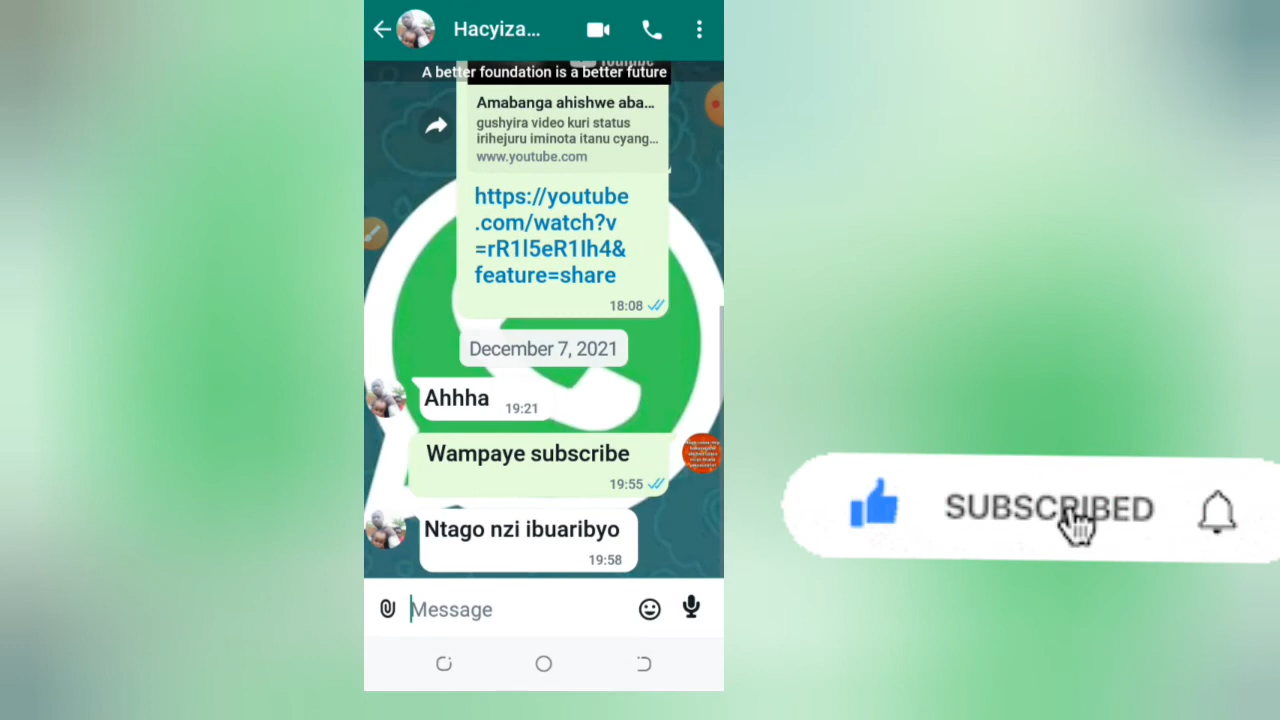 Hacyiza...
A better foundation is a better future
Amabanga ahishwe aba...
gushyira video kuri status
irihejuru iminota itanu cyang...
www.youtube.com
https://youtube
.com/watch?v
=rR1l5eR1lh4&
feature=share
18:08
December 7, 2021
Ahhha
19:21
Wampaye subscribe
19:55
Ntago nzi ibuaribyo
19:58
Message
SUBSCRIBED